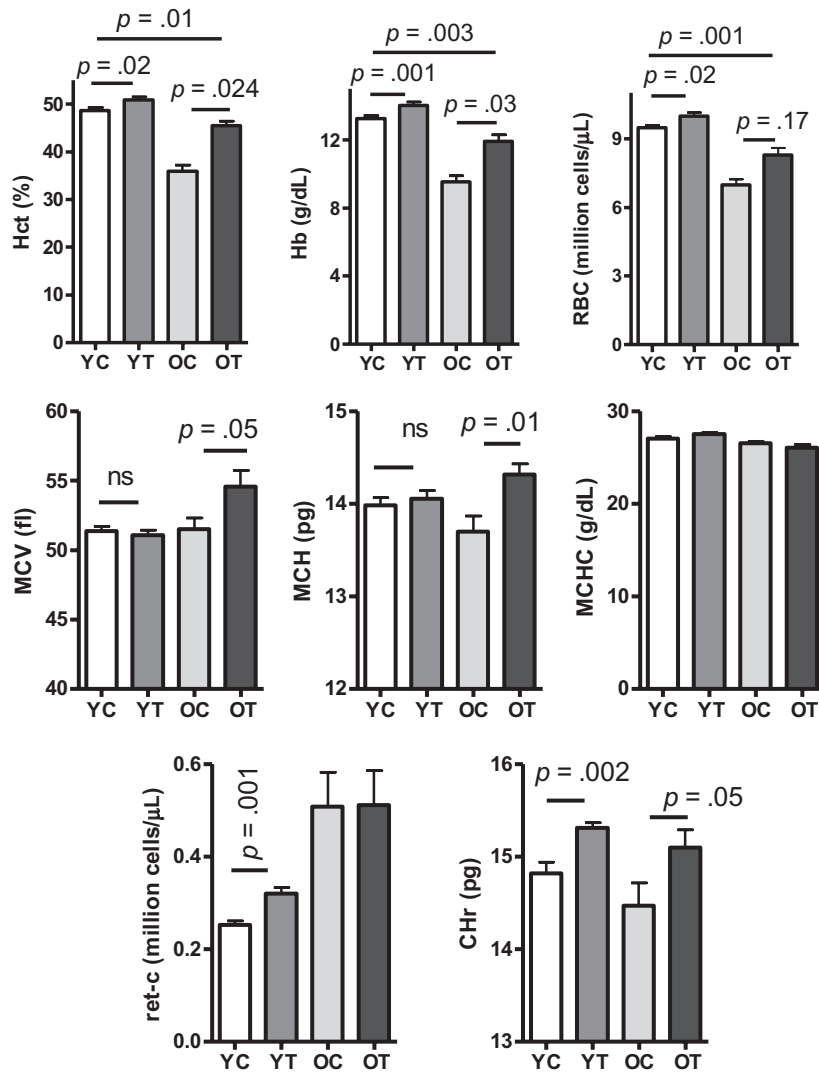 p = .01
p = .02
p = .024
Hct (%)
50
40
30
20
10
0
YC YT OC OT
p = .003
p = .001
p = .03
Hb (g/dL)
12
8
4
0
YC YT OC OT
p = .001
p = .02
p = .17
RBC (million cells/μL)
9
6
3
0
YC YT OC OT
MCV (fl)
60
55
50
45
40
ns
p = .05
YC YT OC OT
MCH (pg)
15
14
13
12
ns
p = .01
YC YT OC OT
MCHC (g/dL)
30
20
10
0
YC YT OC OT
ret-c (million cells/μL)
0.6
0.4
0.2
0.0
p = .001
YC YT OC OT
CHr (pg)
16
15
14
13
p = .002
p = .05
YC YT OC OT